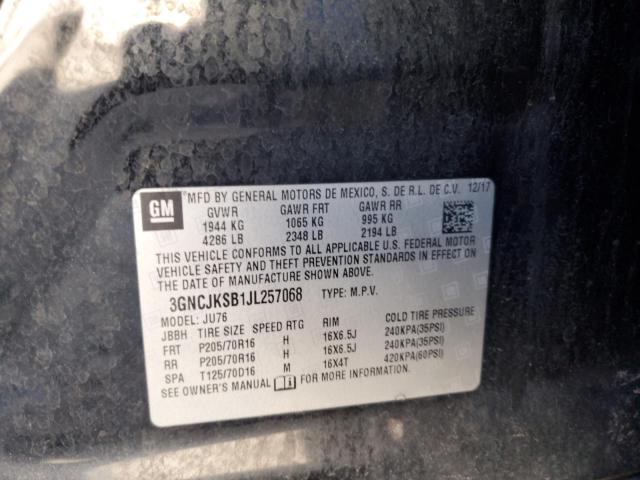 GM
MFD BY GENERAL MOTORS DE MEXICO, S. DE R.L. DE C.V. 12/17
GVWR GAWR FRT GAWR RR
1944 KG 1065 KG 995 KG
4286 LB 2348 LB 2194 LB
THIS VEHICLE CONFORMS TO ALL APPLICABLE U.S. FEDERAL MOTOR
VEHICLE SAFETY AND THEFT PREVENTION STANDARDS IN EFFECT ON
THE DATE OF MANUFACTURE SHOWN ABOVE.
3GNCJKSB1JL257068 TYPE: M.P.V.
MODEL: JU76
JBBH TIRE SIZE SPEED RTG RIM COLD TIRE PRESSURE
FRT P205/70R16 H 16X6.5J 240KPA(35PSI)
RR P205/70R16 H 16X6.5J 240KPA(35PSI)
SPA T125/70D16 M 16X4T 420KPA(60PSI)
SEE OWNER'S MANUAL FOR MORE INFORMATION.